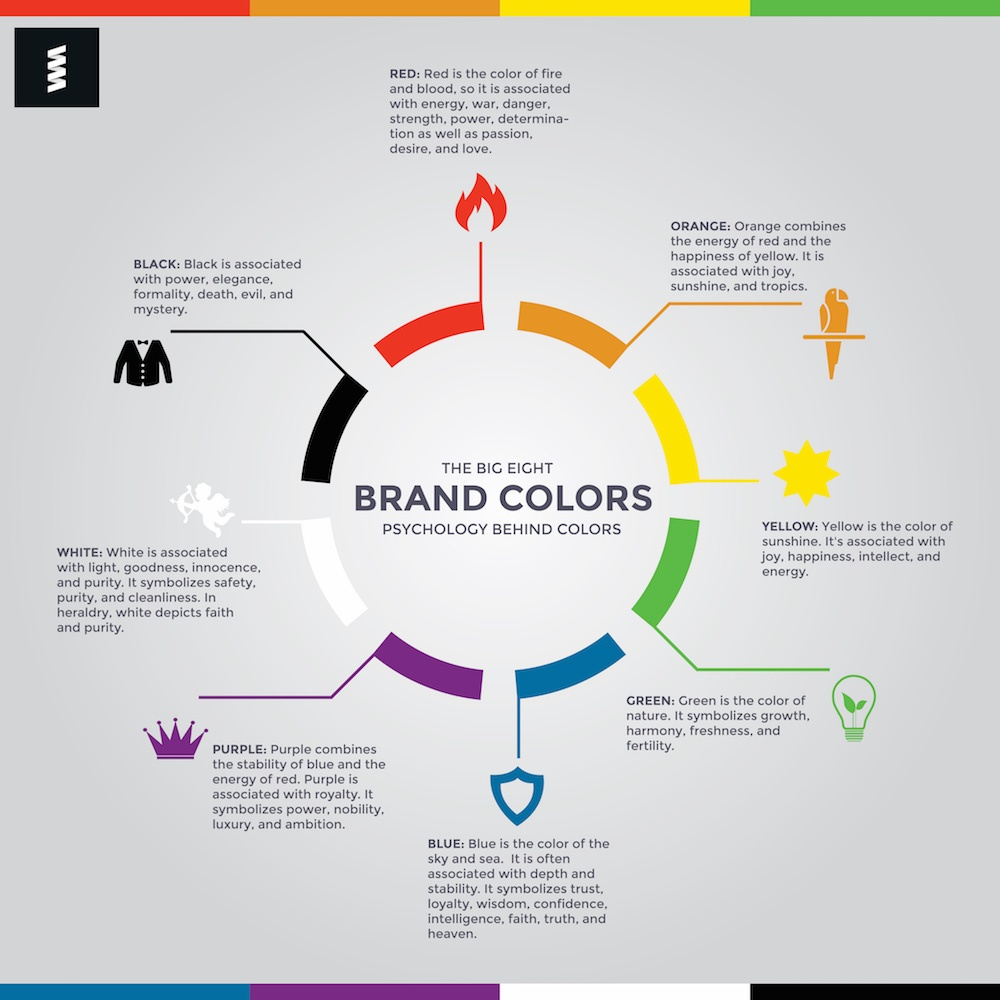 RED: Red is the color of fire
and blood, so it is associated
with energy, war, danger,
strength, power, determina-
tion as well as passion,
desire, and love.
ORANGE: Orange combines
the energy of red and the
happiness of yellow. It is
associated with joy,
sunshine, and tropics.
BLACK: Black is associated
with power, elegance,
formality, death, evil, and
mystery.
THE BIG EIGHT
BRAND COLORS
PSYCHOLOGY BEHIND COLORS
YELLOW: Yellow is the color of
sunshine. It's associated with
joy, happiness, intellect, and
energy.
WHITE: White is associated
with light, goodness, innocence,
and purity. It symbolizes safety,
purity, and cleanliness. In
heraldry, white depicts faith
and purity.
GREEN: Green is the color of
nature. It symbolizes growth,
harmony, freshness, and
fertility.
PURPLE: Purple combines
the stability of blue and the
energy of red. Purple is
associated with royalty. It
symbolizes power, nobility,
luxury, and ambition.
BLUE: Blue is the color of the
sky and sea.  It is often
associated with depth and
stability. It symbolizes trust,
loyalty, wisdom, confidence,
intelligence, faith, truth, and
heaven.